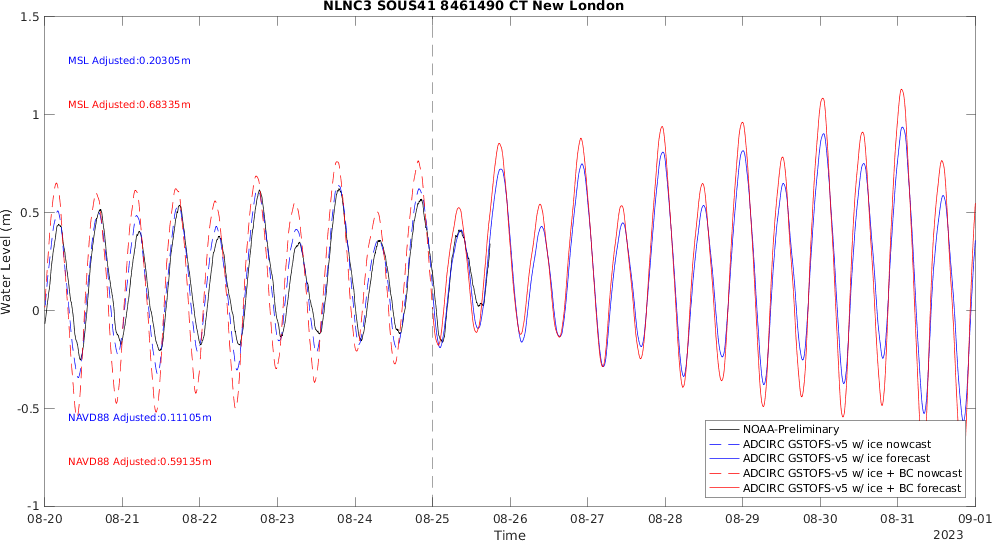 NLNC3 SOUS41 8461490 CT New London
1.5
MSL Adjusted:0.20305m
MSL Adjusted:0.68335m
1
0.5
Water Level (m)
0
-0.5
NAVD88 Adjusted:0.11105m
NAVD88 Adjusted:0.59135m
NOAA-Preliminary
ADCIRC GSTOFS-v5 w/ ice nowcast
ADCIRC GSTOFS-v5 w/ ice forecast
ADCIRC GSTOFS-v5 w/ ice + BC nowcast
ADCIRC GSTOFS-v5 w/ ice + BC forecast
-1
08-20 08-21 08-22 08-23 08-24 08-25 08-26 08-27 08-28 08-29 08-30 08-31 09-01
Time
2023